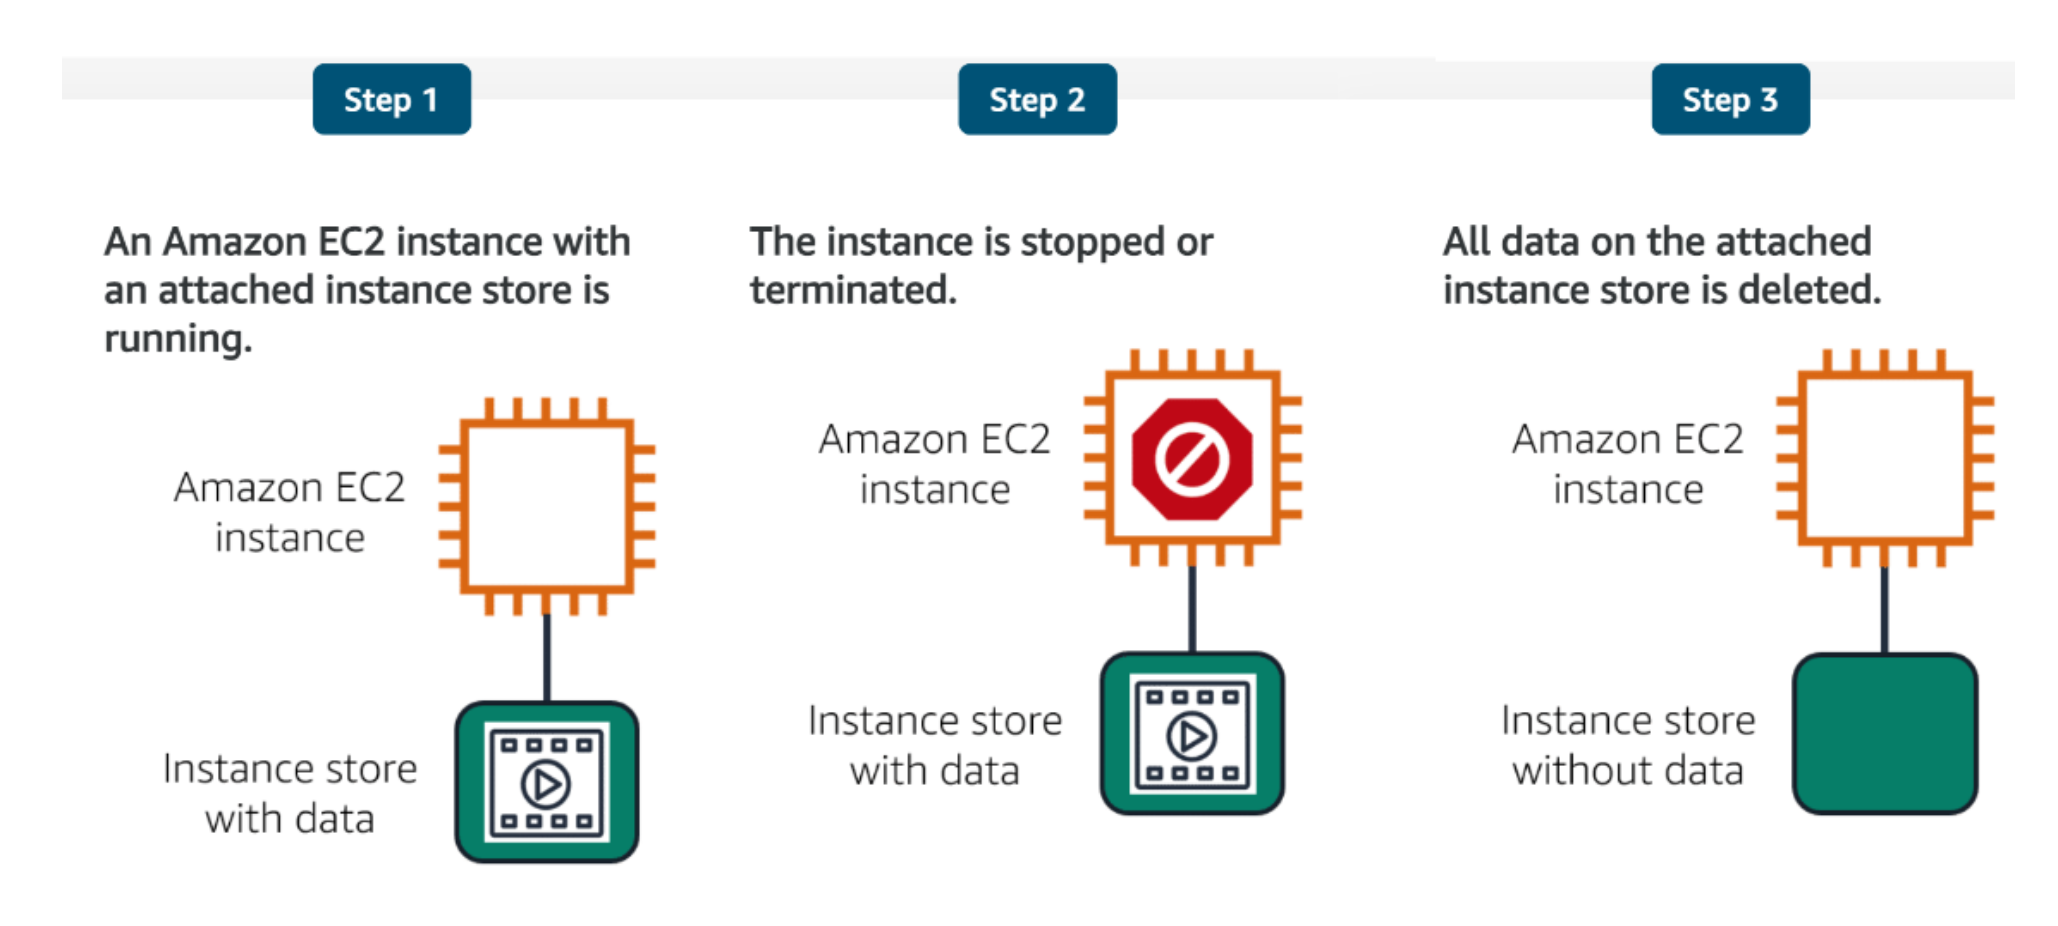 Step 1
Step 2
Step 3
An Amazon EC2 instance with
an attached instance store is
running.
Amazon EC2
instance
Instance store
with data
The instance is stopped or
terminated.
Amazon EC2
instance
Instance store
with data
All data on the attached
instance store is deleted.
Amazon EC2
instance
Instance store
without data